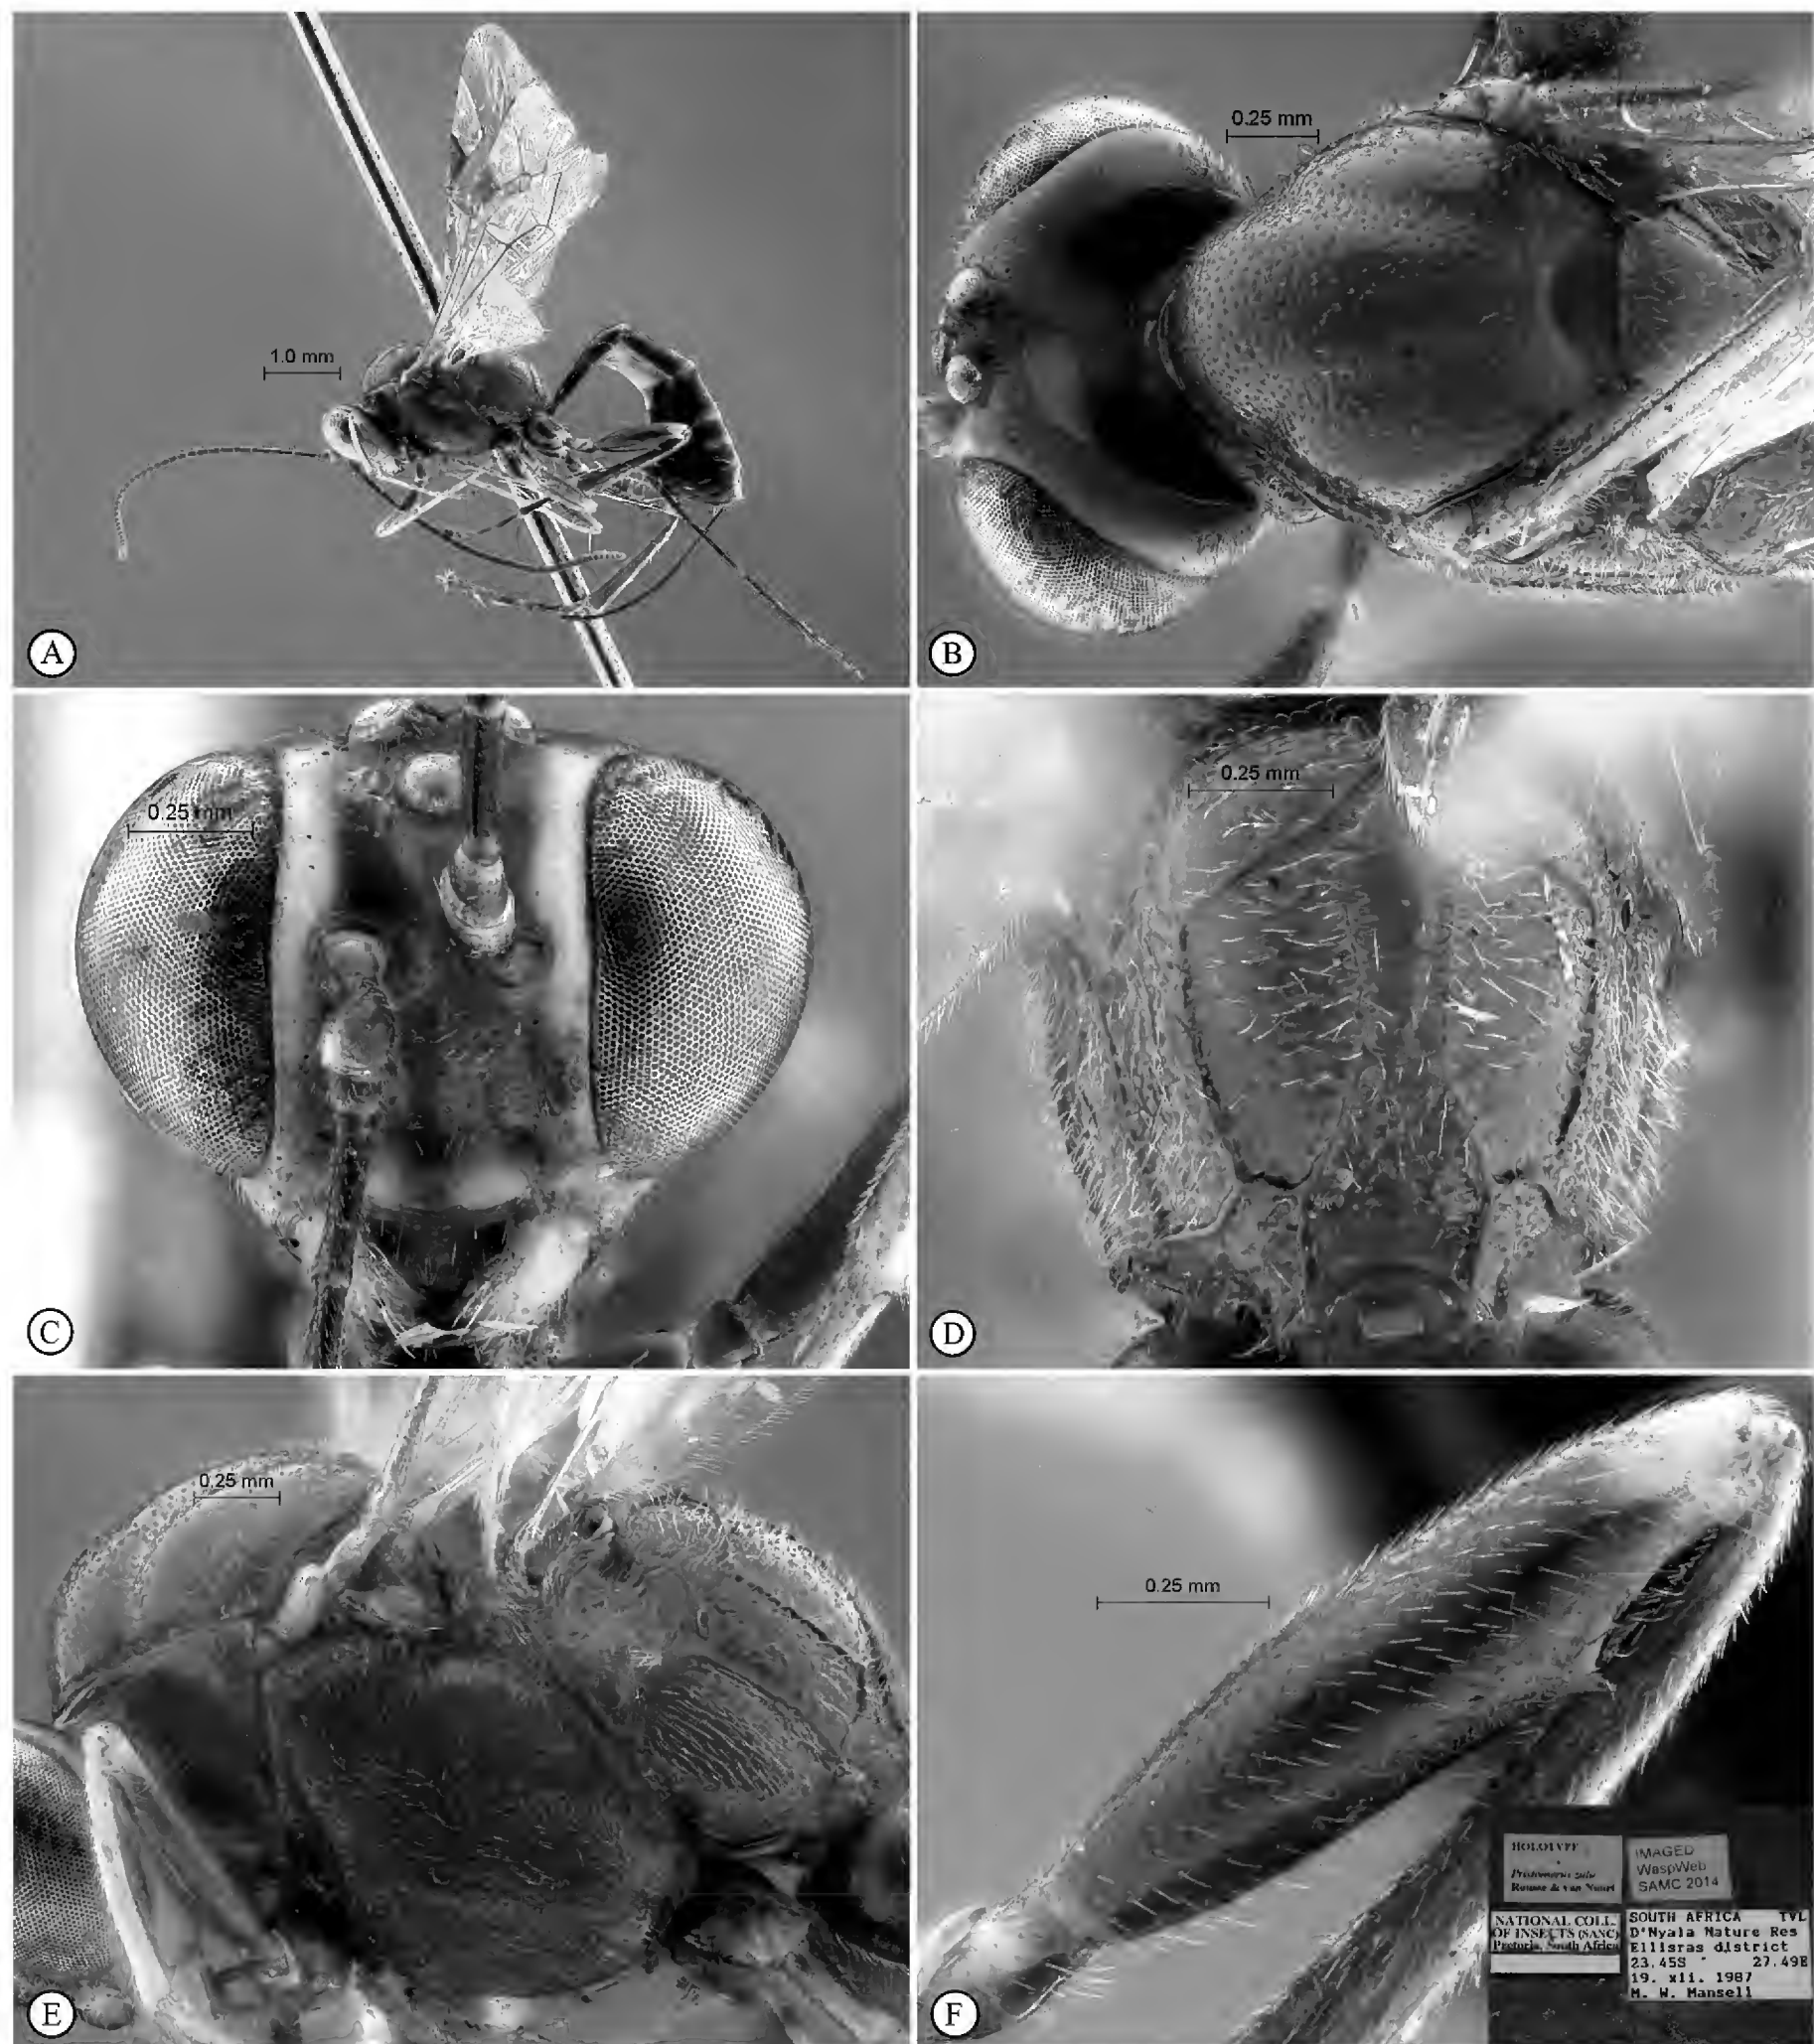 1.0 mm
A
0.25 mm
B
0.25 mm
C
0.25 mm
D
0.25 mm
E
0.25 mm
F
HOLOTYPE
Pristomerus
Rousse & van Noort
IMAGED
WaspWeb
SAMC 2014
NATIONAL COLL.
OF INSECTS (SANC)
Pretoria, South Africa
SOUTH AFRICA TVL
D'Nyala Nature Res
Ellisras district
23.45S 27.49E
19. xii. 1987
M. W. Mansell